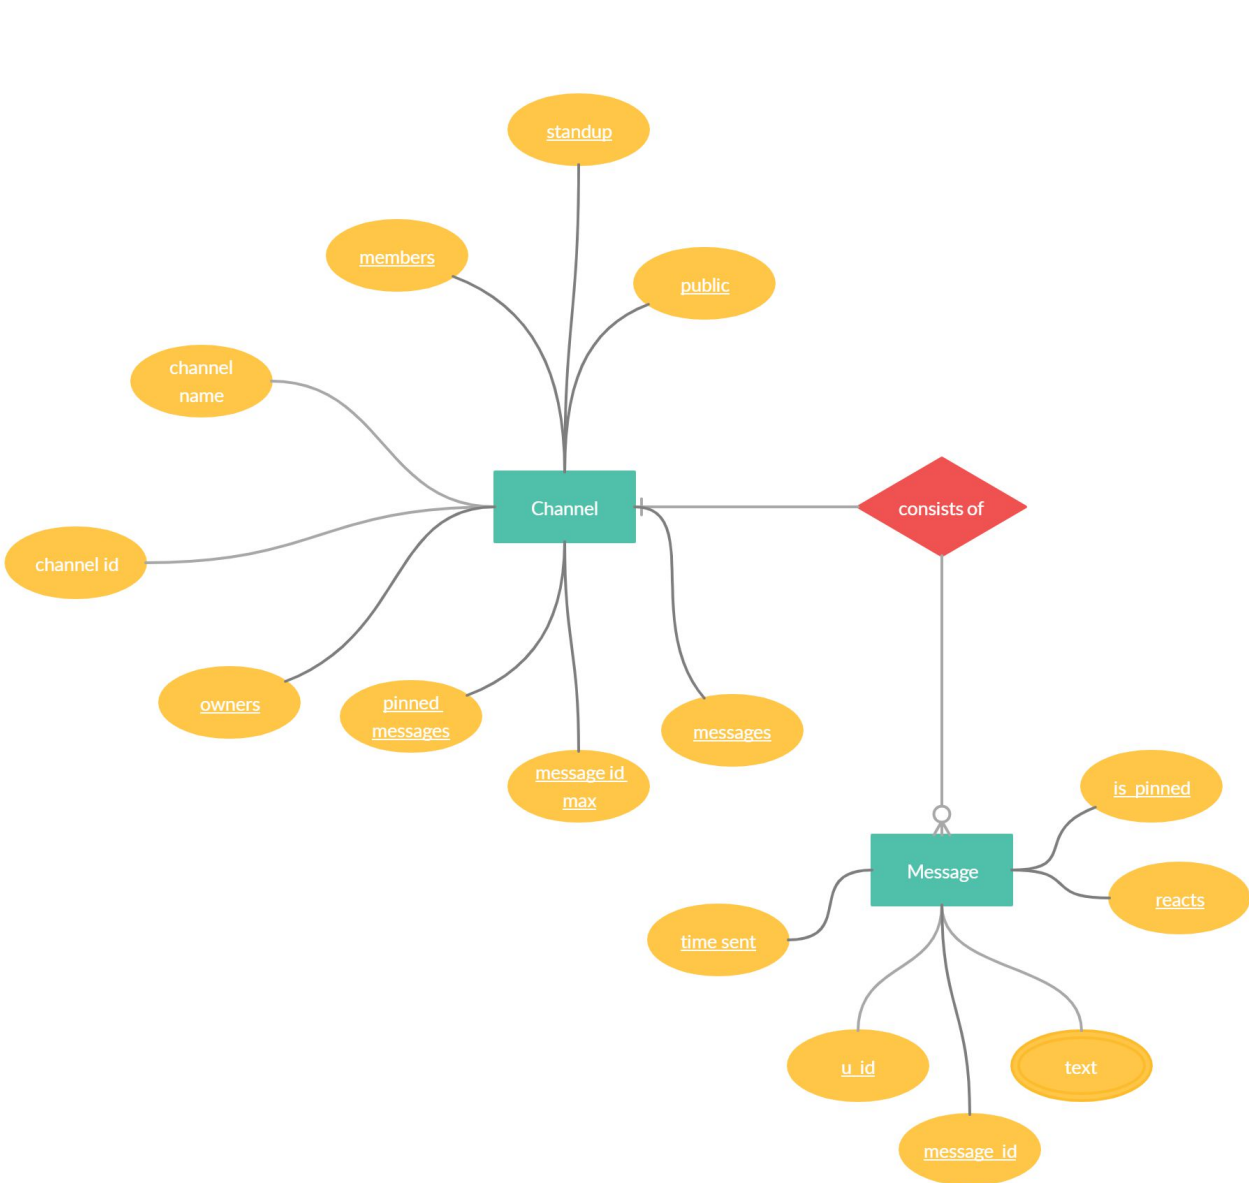 standup
members
public
channel
name
Channel
consists of
channel id
owners
pinned
messages
messages
message id
max
is_pinned
Message
reacts
time sent
u_id
text
message_id